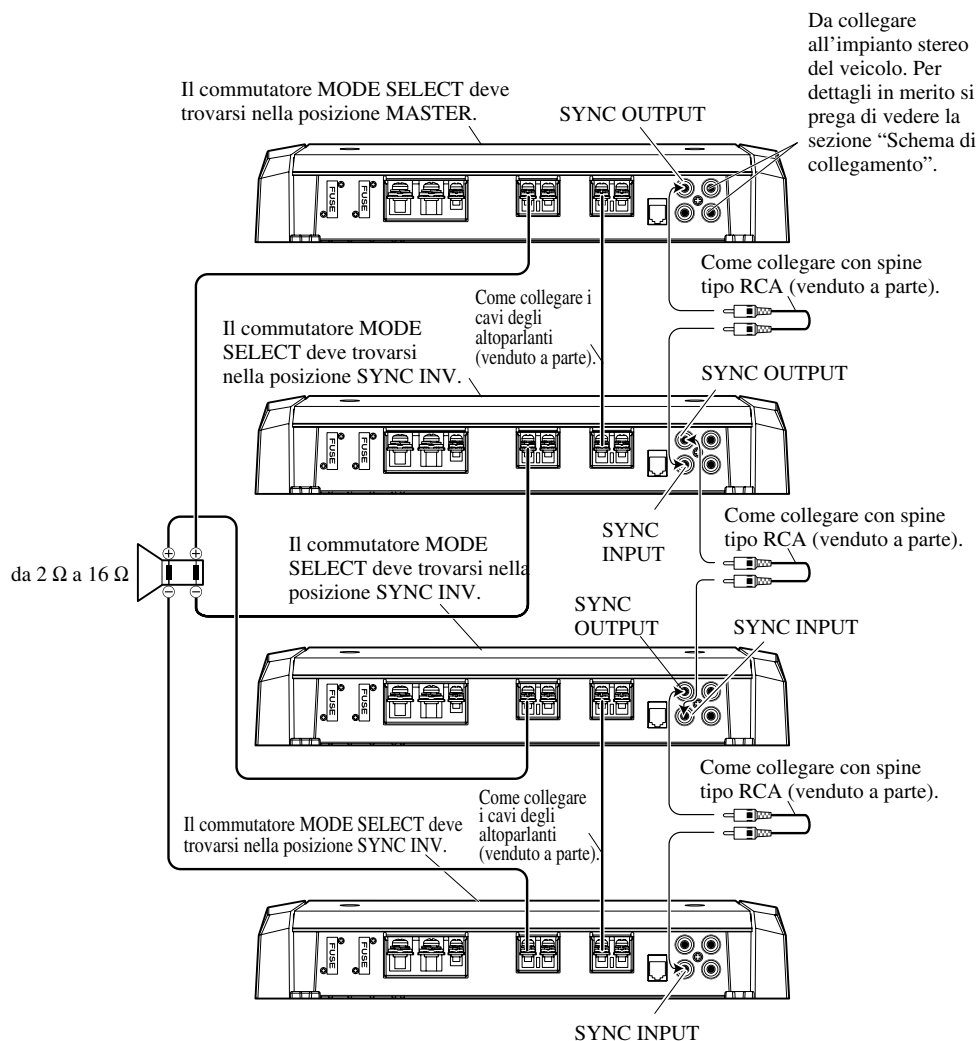 Da collegare
all’impianto stereo
del veicolo. Per
dettagli in merito si
prega di vedere la
sezione “Schema di
collegamento”.
Il commutatore MODE SELECT deve
trovarsi nella posizione MASTER.
SYNC OUTPUT
FUSE
FUSE
Come collegare con spine
tipo RCA (venduto a parte).
Come collegare i
cavi degli
altoparlanti
(venduto a parte).
Il commutatore MODE
SELECT deve trovarsi
nella posizione SYNC INV.
SYNC OUTPUT
FUSE
FUSE
SYNC
INPUT
Come collegare con spine
tipo RCA (venduto a parte).
Il commutatore MODE
SELECT deve trovarsi nella
posizione SYNC INV.
da 2 Ω a 16 Ω
SYNC
OUTPUT
SYNC INPUT
FUSE
FUSE
Come collegare con spine
tipo RCA (venduto a parte).
Come collegare
i cavi degli
altoparlanti
(venduto a parte).
Il commutatore MODE SELECT deve
trovarsi nella posizione SYNC INV.
FUSE
FUSE
SYNC INPUT